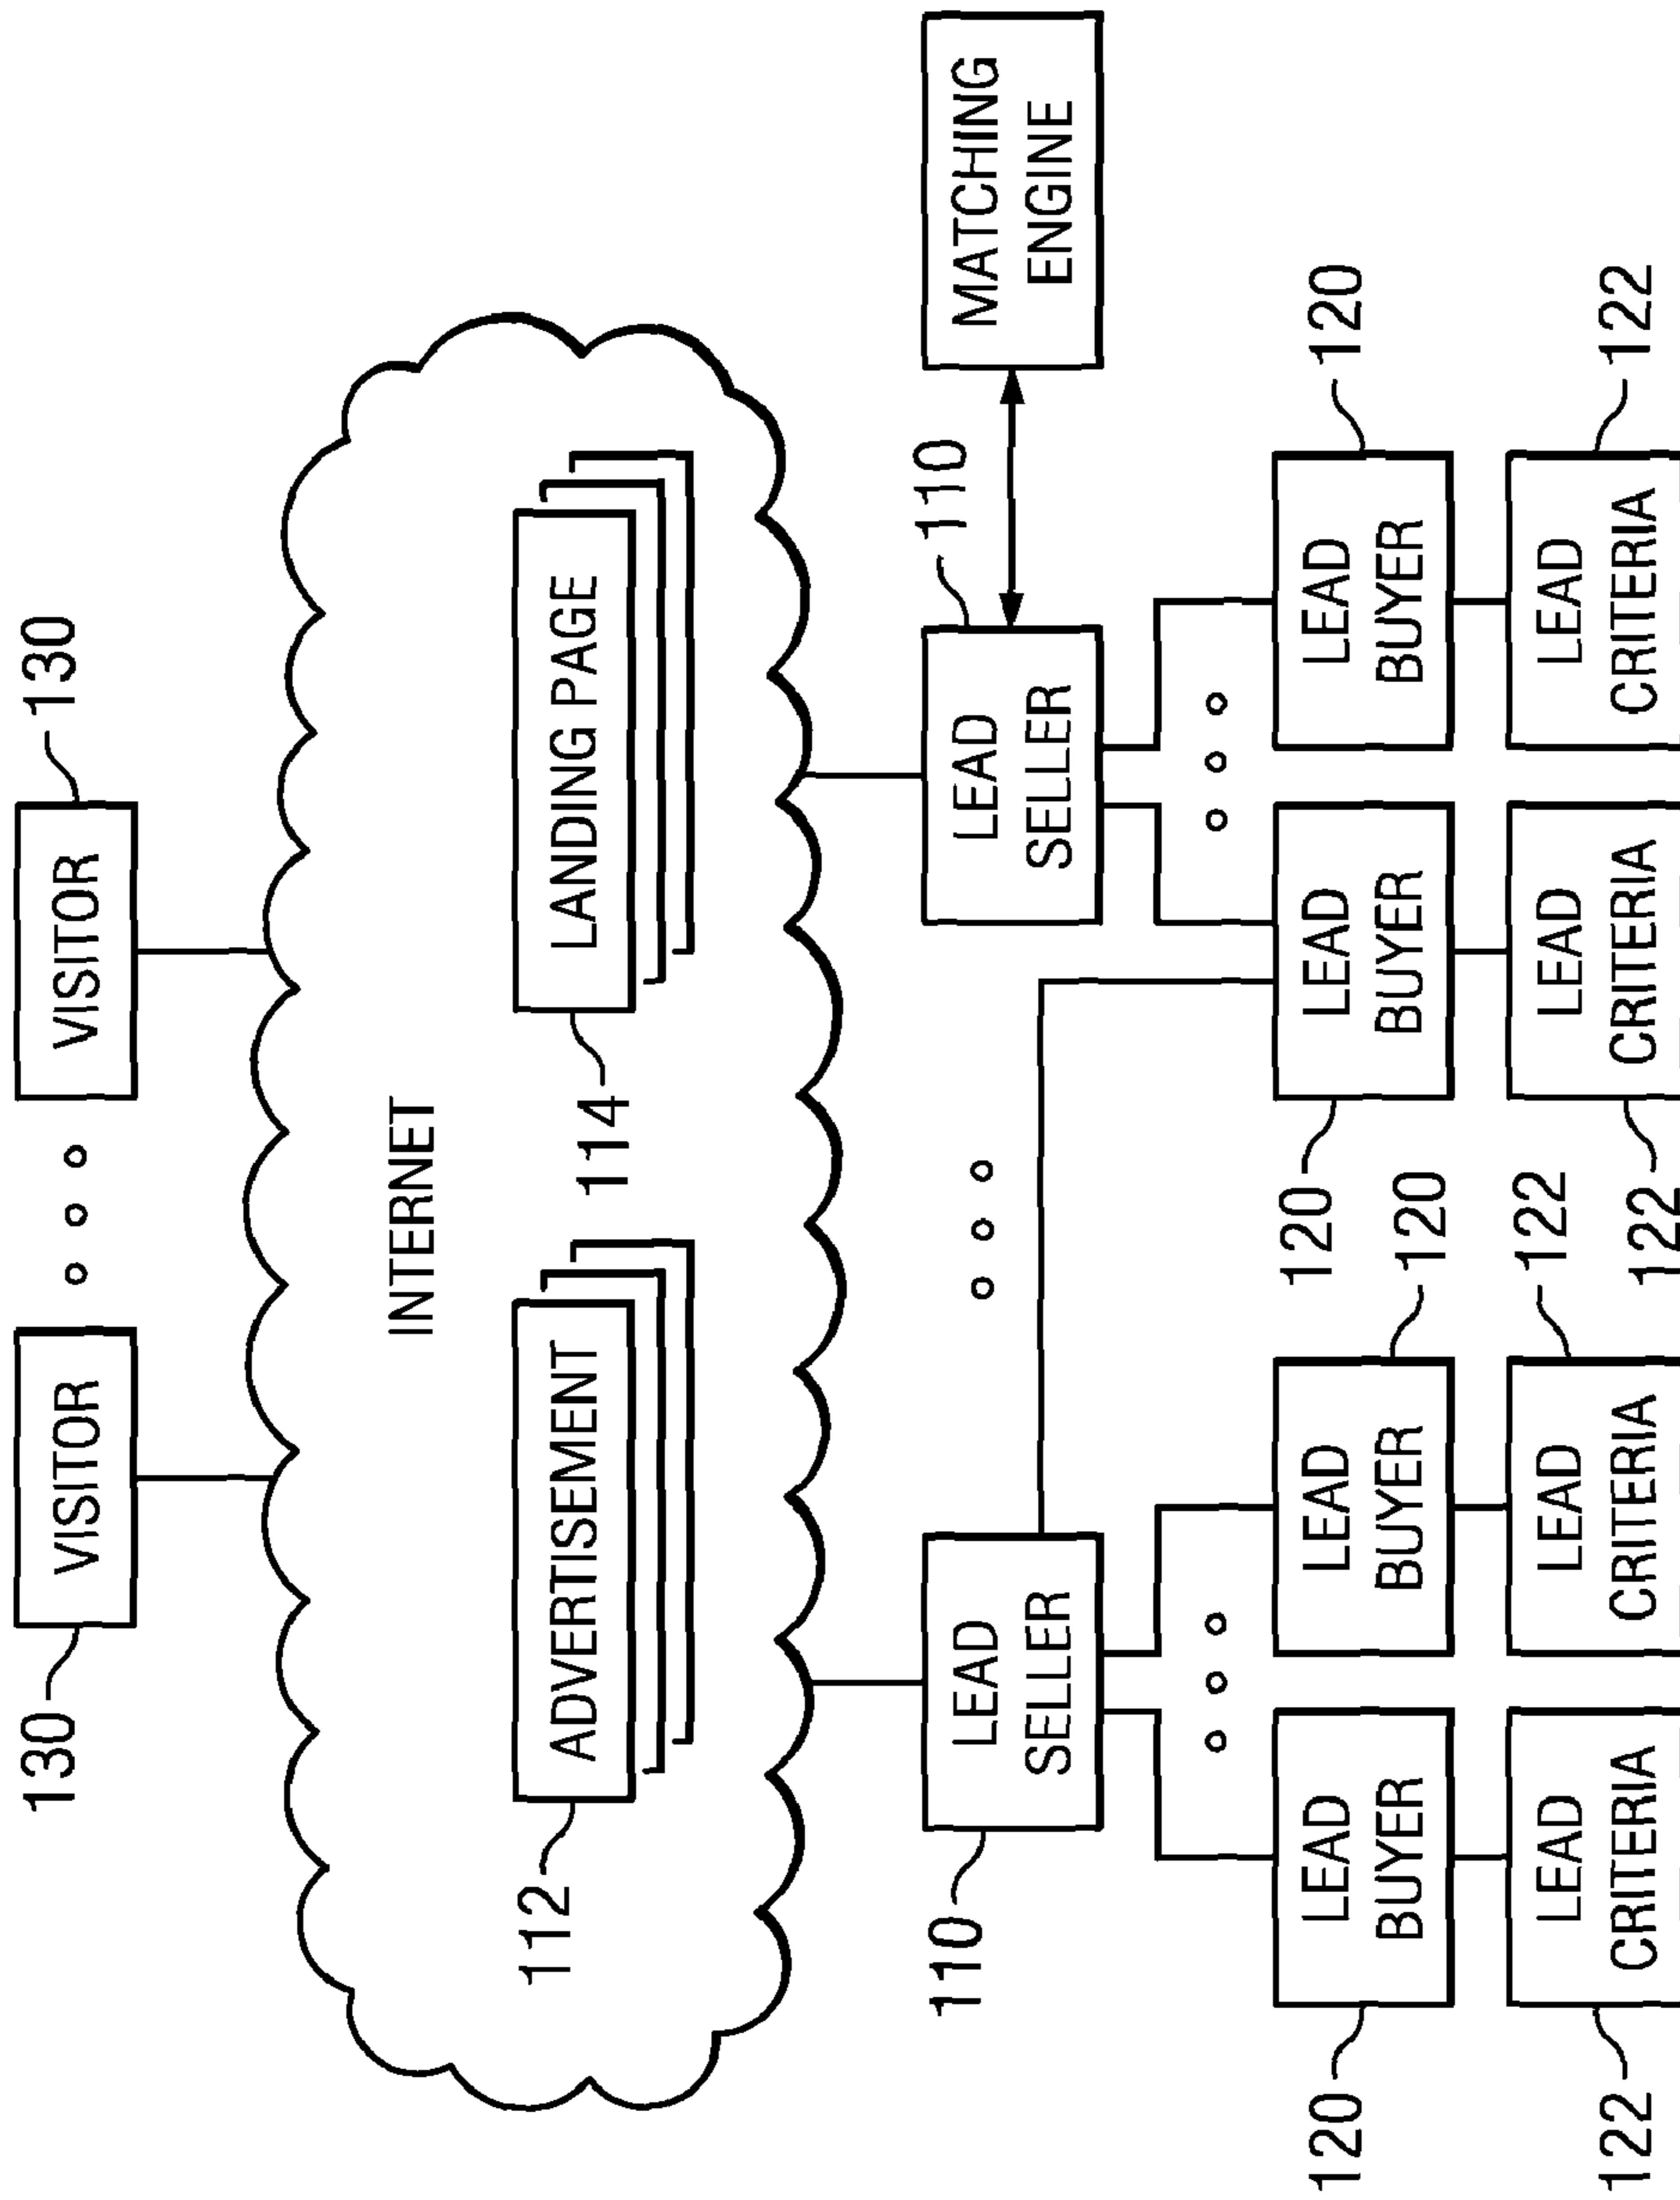 130
VISITOR
VISITOR
130
INTERNET
112
ADVERTISEMENT
114
LANDING PAGE
110
LEAD
SELLER
LEAD
SELLER
110
MATCHING
ENGINE
120
LEAD
BUYER
LEAD
BUYER
120
120
LEAD
BUYER
LEAD
BUYER
120
122
LEAD
CRITERIA
LEAD
CRITERIA
122
122
LEAD
CRITERIA
LEAD
CRITERIA
122